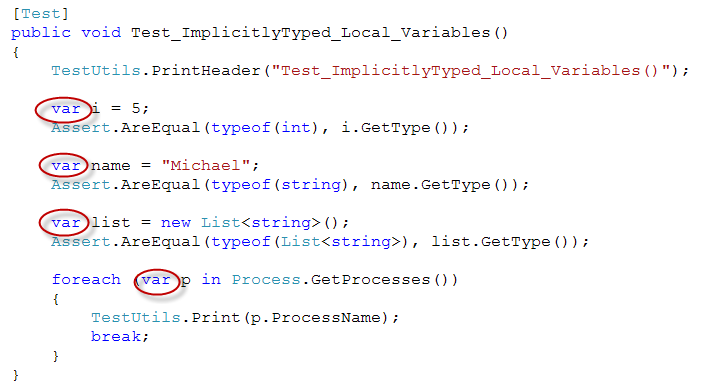 [Test]
public void Test_ImplicitlyTyped_Local_Variables()
{
    TestUtils.PrintHeader("Test_ImplicitlyTyped_Local_Variables()");
    var i = 5;
    Assert.AreEqual(typeof(int), i.GetType());
    var name = "Michael";
    Assert.AreEqual(typeof(string), name.GetType());
    var list = new List<string>();
    Assert.AreEqual(typeof(List<string>), list.GetType());
    foreach (var p in Process.GetProcesses())
    {
        TestUtils.Print(p.ProcessName);
        break;
    }
}